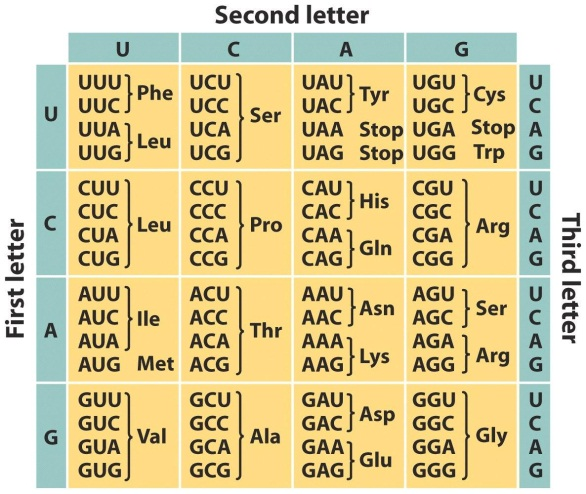 Second letter
U C A G
First letter
Third letter
U
UUU UCU UAU UGU U
UUC Phe UCC Ser UAC Tyr UGC Cys C
UUA UCA UAA Stop UGA Stop A
UUG Leu UCG UAG Stop UGG Trp G
C
CUU CCU CAU CGU U
CUC Leu CCC Pro CAC His CGC Arg C
CUA CCA CAA CGA A
CUG CCG CAG Gln CGG G
A
AUU ACU AAU AGU U
AUC Ile ACC Thr AAC Asn AGC Ser C
AUA ACA AAA AGA A
AUG Met ACG AAG Lys AGG Arg G
G
GUU GCU GAU GGU U
GUC Val GCC Ala GAC Asp GGC Gly C
GUA GCA GAA GGA A
GUG GCG GAG Glu GGG G